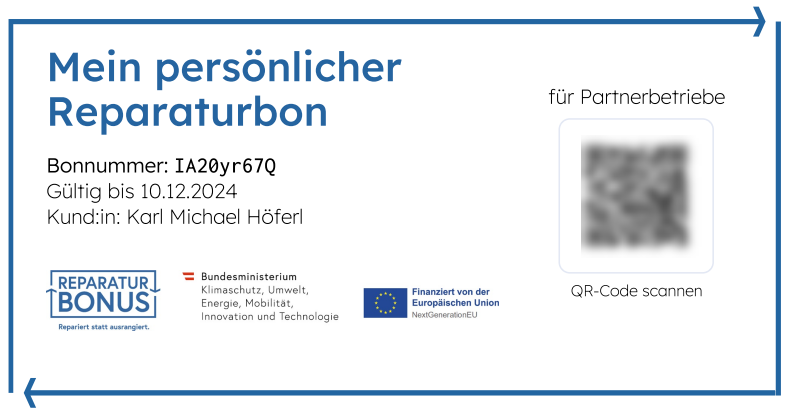 Mein persönlicher
Reparaturbon
Bonnummer: IA20yr67Q
Gültig bis 10.12.2024
Kund:in: Karl Michael Höferl
für Partnerbetriebe
QR-Code scannen
REPARATUR
BONUS
Repariert statt ausrangiert.
Bundesministerium
Klimaschutz, Umwelt,
Energie, Mobilität,
Innovation und Technologie
Finanziert von der
Europäischen Union
NextGenerationEU